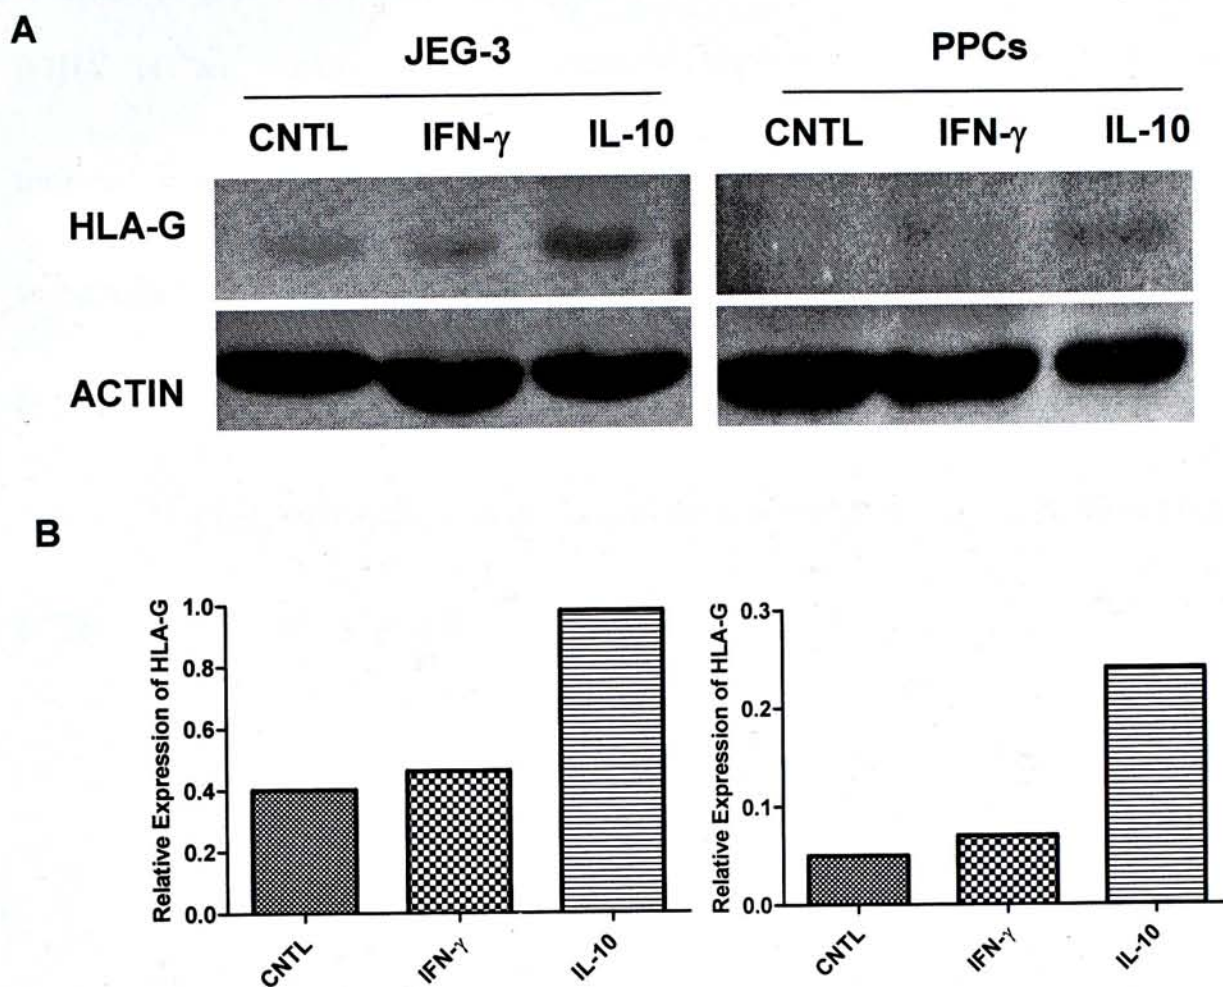 A
JEG-3
PPCs
CNTL IFN-γ IL-10
CNTL IFN-γ IL-10
HLA-G
ACTIN
B
Relative Expression of HLA-G
1.0
0.8
0.6
0.4
0.2
0.0
CNTL
IFN-γ
IL-10
Relative Expression of HLA-G
0.3
0.2
0.1
0.0
CNTL
IFN-γ
IL-10